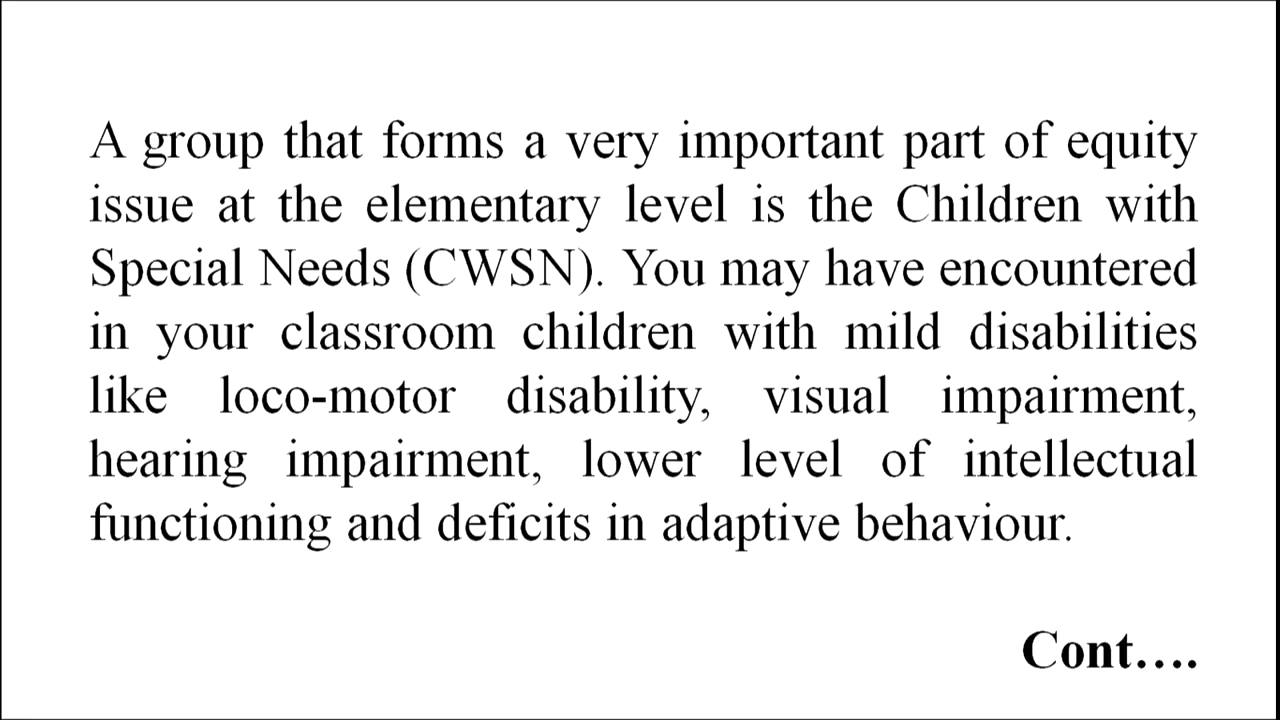 A group that forms a very important part of equity
issue at the elementary level is the Children with
Special Needs (CWSN). You may have encountered
in your classroom children with mild disabilities
like loco-motor disability, visual impairment,
hearing impairment, lower level of intellectual
functioning and deficits in adaptive behaviour.
Cont....